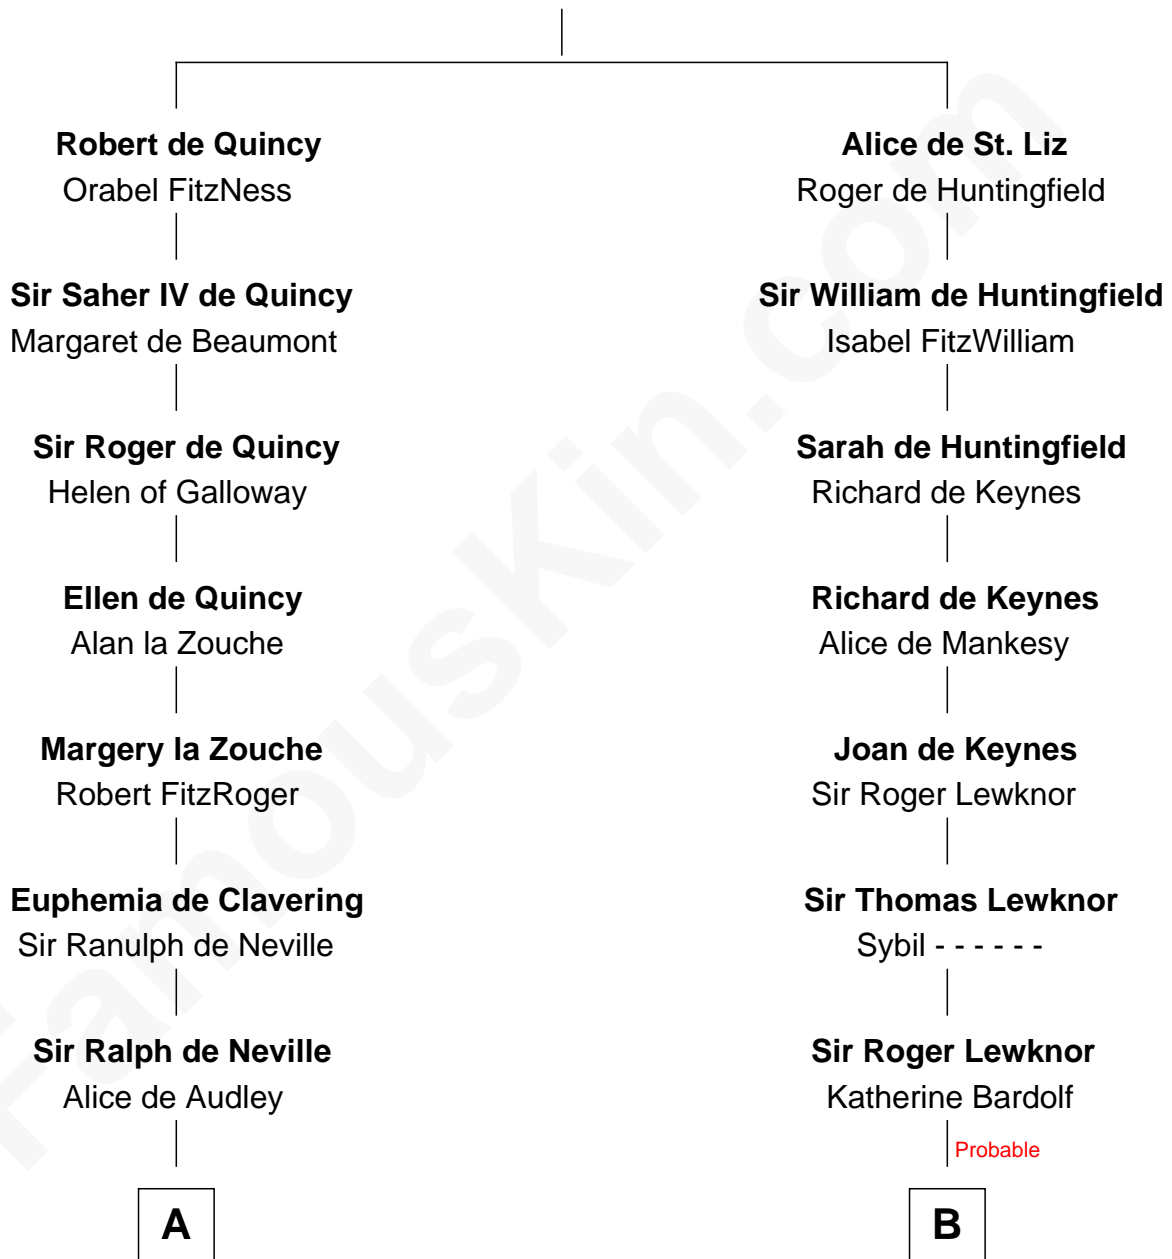 Robert de Quincy
Orabel FitzNess
Alice de St. Liz
Roger de Huntingfield
Sir Saher IV de Quincy
Margaret de Beaumont
Sir William de Huntingfield
Isabel FitzWilliam
Sir Roger de Quincy
Helen of Galloway
Sarah de Huntingfield
Richard de Keynes
Ellen de Quincy
Alan la Zouche
Richard de Keynes
Alice de Mankesy
Margery la Zouche
Robert FitzRoger
Joan de Keynes
Sir Roger Lewknor
Euphemia de Clavering
Sir Ranulph de Neville
Sir Thomas Lewknor
Sybil - - - - - -
Sir Ralph de Neville
Alice de Audley
Sir Roger Lewknor
Katherine Bardolf
Probable
A
B
FamousKin.com